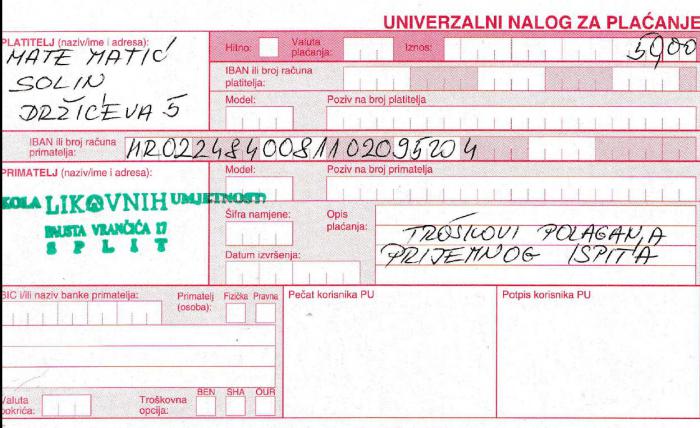 UNIVERZALNI NALOG ZA PLAĆANJE
PLATITELJ (naziv/ime i adresa):
MATE MATIĆ
SOLIN,
DRŽIĆEVA 5
Hitno:
Valuta plaćanja:
Iznos:
5900
IBAN ili broj računa platitelja:
Model:
Poziv na broj platitelja
IBAN ili broj računa primatelja:
HR0224840081102095204
PRIMATELJ (naziv/ime i adresa):
Model:
Poziv na broj primatelja
KOLA LIKOVNIH UMJETNOSTI
FAUSTA VRANČIĆA 17
SPLIT
Šifra namjene:
Opis plaćanja:
TROŠKOVI POLAGANJA
PRIJEMNOG ISPITA
Datum izvršenja:
BIC i/ili naziv banke primatelja:
Primatelj (osoba):
Fizička
Pravna
Pečat korisnika PU
Potpis korisnika PU
Valuta pokrića:
Troškovna opcija:
BEN
SHA
OUR